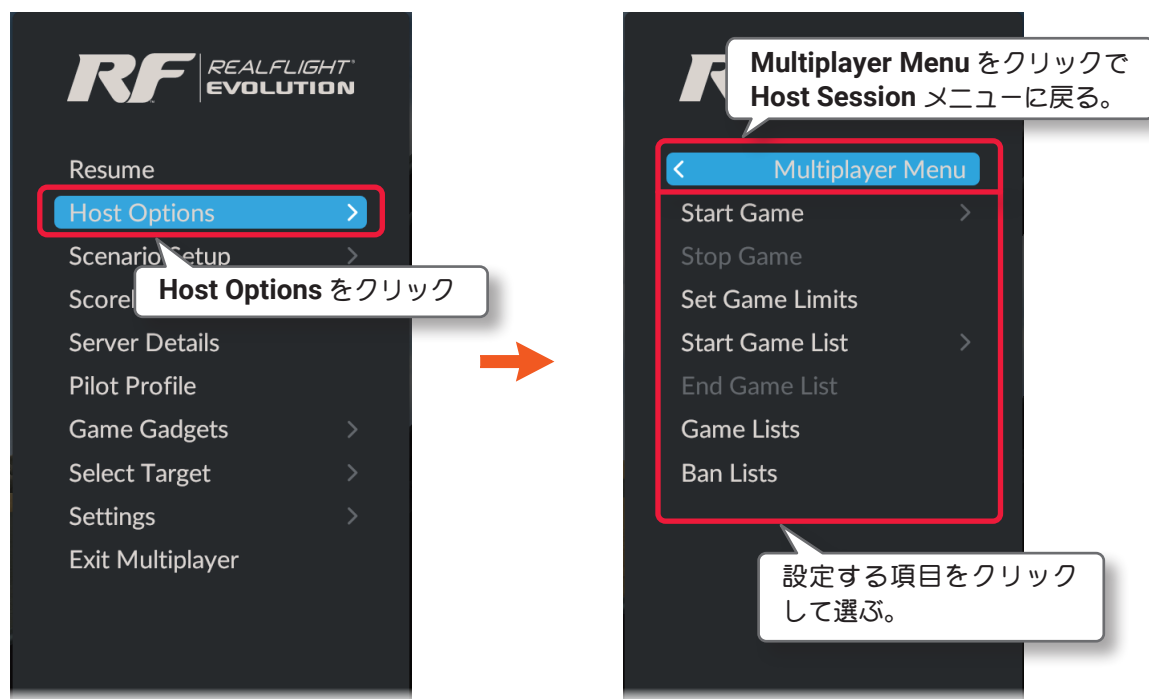 RF REALFLIGHT
EVOLUTION
Resume
Host Options
Scenario Setup
Host Options をクリック
Server Details
Pilot Profile
Game Gadgets
Select Target
Settings
Exit Multiplayer
Multiplayer Menu をクリックで
Host Session メニューに戻る。
Multiplayer Menu
Start Game
Stop Game
Set Game Limits
Start Game List
End Game List
Game Lists
Ban Lists
設定する項目をクリック
して選ぶ。